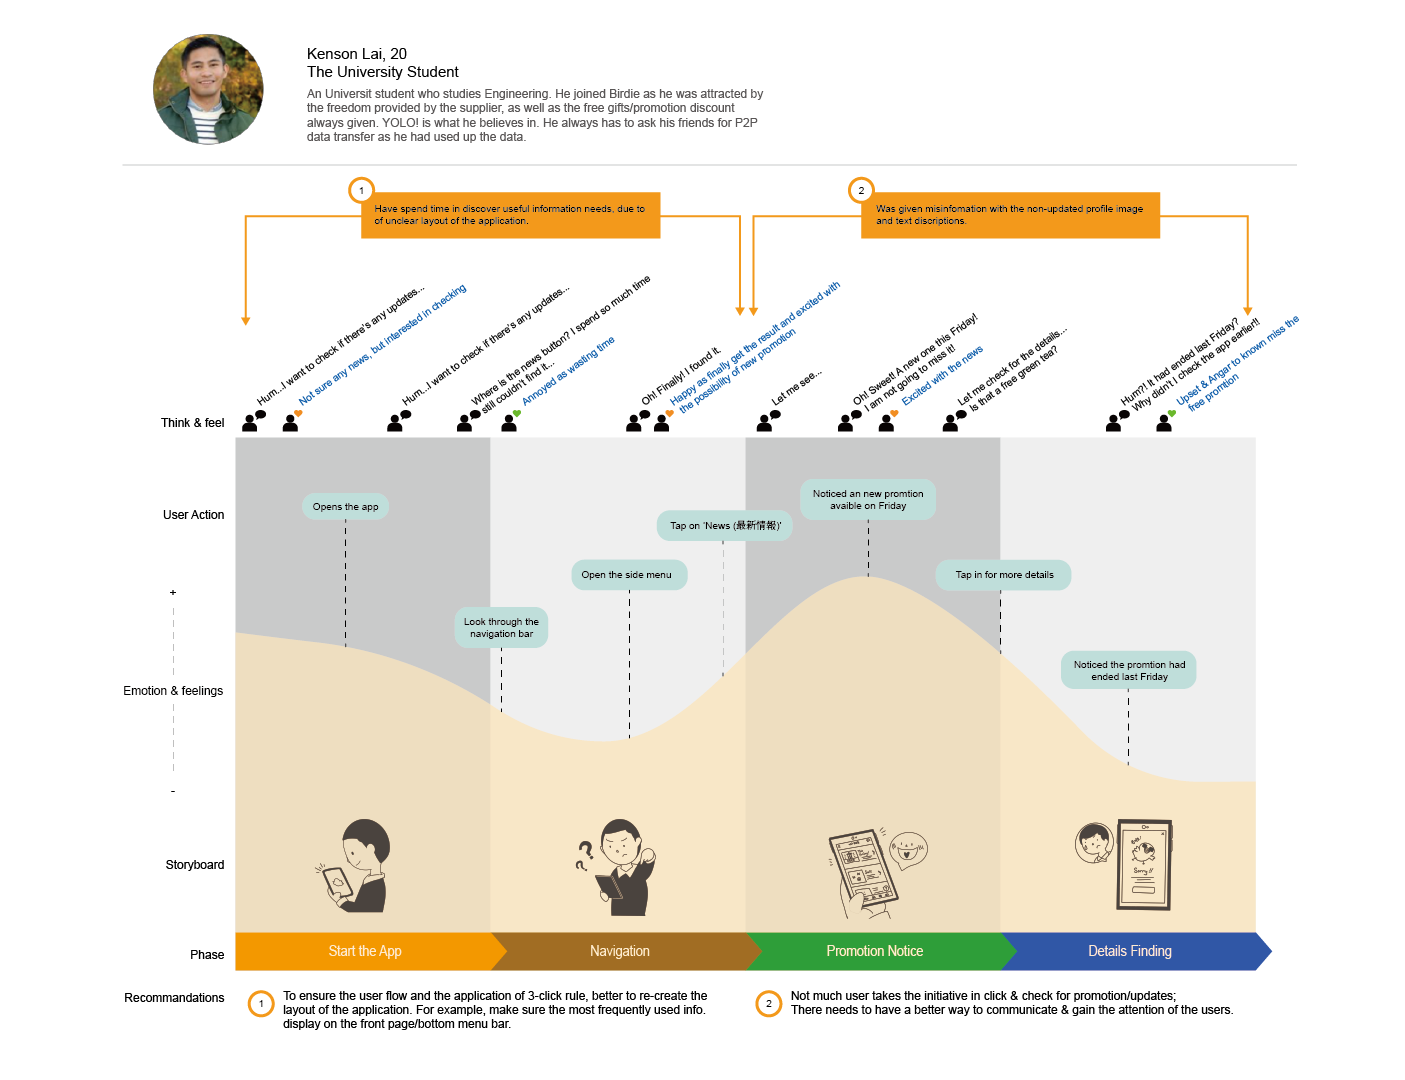 Kenson Lai, 20
The University Student
An Universit student who studies Engineering. He joined Birdie as he was attracted by
the freedom provided by the supplier, as well as the free gifts/promotion discount
always given. YOLO! is what he believes in. He always has to ask his friends for P2P
data transfer as he had used up the data.
1
Have spend time in discover useful information needs, due to
of unclear layout of the application.
2
Was given misinfomation with the non-updated profile image
and text discriptions.
Think & feel
Hum...I want to check if there's any updates...
Not sure any news, but interested in checking
Hum...I want to check if there's any updates...
Where is the news button? I spend so much time
still couldn't find it...
Annoyed as wasting time
Oh! Finally! I found it.
Happy as finally get the result and excited with
the possibility of new promotion
Let me see...
Oh! Sweet! A new one this Friday!
I am not going to miss it!
Excited with the news
Let me check for the details...
Is that a free green tea?
Hum?! It had ended last Friday?
Why didn't I check the app earlier!!
Upset & Angar to known miss the
free promtion
User Action
Opens the app
Look through the
navigation bar
Open the side menu
Tap on 'News (最新情報)'
Noticed an new promtion
avaible on Friday
Tap in for more details
Noticed the promtion had
ended last Friday
+
Emotion & feelings
-
Storyboard
? ?
Sorry!!
Phase
Start the App
Navigation
Promotion Notice
Details Finding
Recommandations
1
To ensure the user flow and the application of 3-click rule, better to re-create the
layout of the application. For example, make sure the most frequently used info.
display on the front page/bottom menu bar.
2
Not much user takes the initiative in click & check for promotion/updates;
There needs to have a better way to communicate & gain the attention of the users.